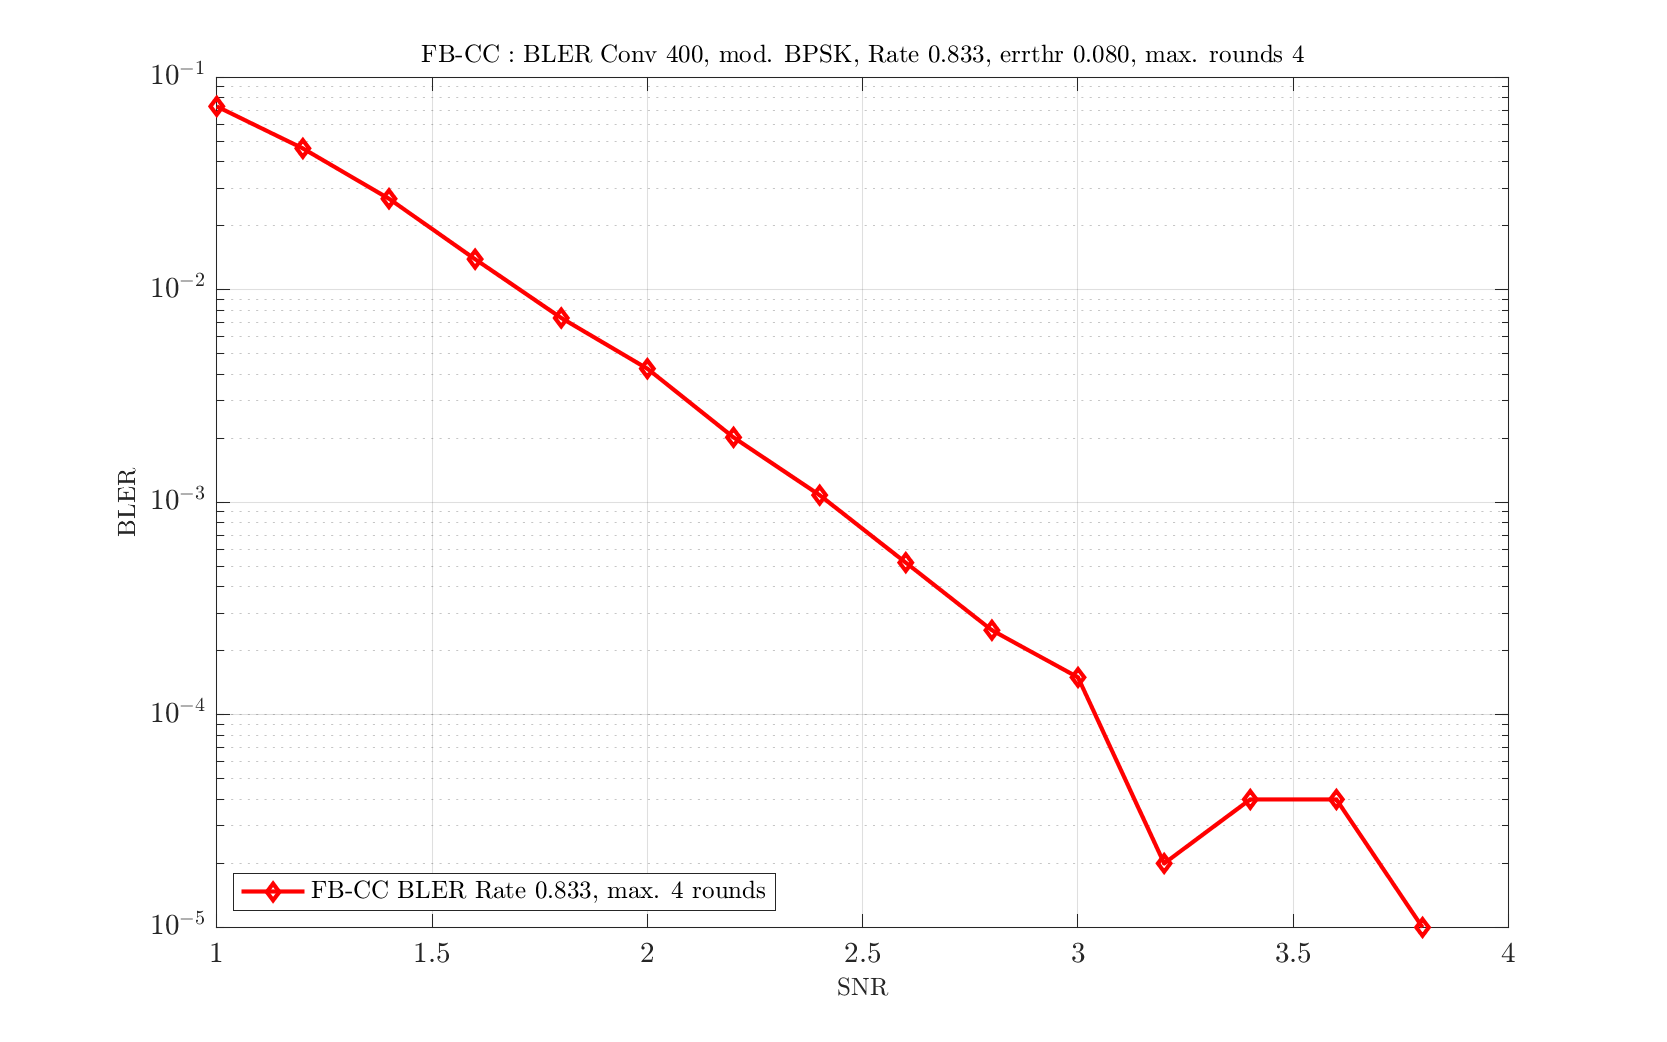 FB-CC : BLER Conv 400, mod. BPSK, Rate 0.833, errthr 0.080, max. rounds 4
10^{-1}
10^{-2}
10^{-3}
10^{-4}
10^{-5}
BLER
FB-CC BLER Rate 0.833, max. 4 rounds
1 1.5 2 2.5 3 3.5 4
SNR